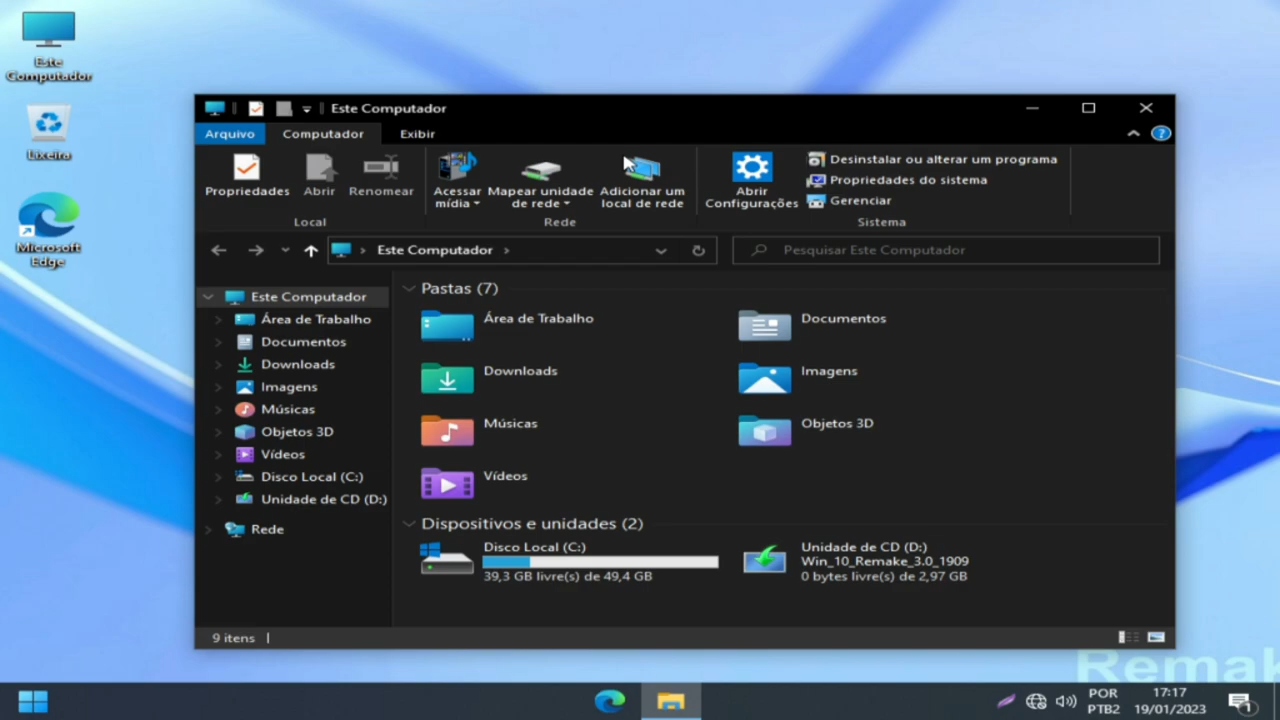 Este
Computador
Lixeira
Microsoft
Edge
Este Computador
Arquivo
Computador
Exibir
Propriedades
Abrir
Renomear
Local
Acessar
mídia
Mapear unidade
de rede
Adicionar um
local de rede
Rede
Abrir
Configurações
Desinstalar ou alterar um programa
Propriedades do sistema
Gerenciar
Sistema
Este Computador
Pesquisar Este Computador
Este Computador
Área de Trabalho
Documentos
Downloads
Imagens
Músicas
Objetos 3D
Vídeos
Disco Local (C:)
Unidade de CD (D:)
Rede
Pastas (7)
Área de Trabalho
Documentos
Downloads
Imagens
Músicas
Objetos 3D
Vídeos
Dispositivos e unidades (2)
Disco Local (C:)
39,3 GB livre(s) de 49,4 GB
Unidade de CD (D:)
Win_10_Remake_3.0_1909
0 bytes livre(s) de 2,97 GB
9 itens
Remak
POR
PTB2
17:17
19/01/2023
1